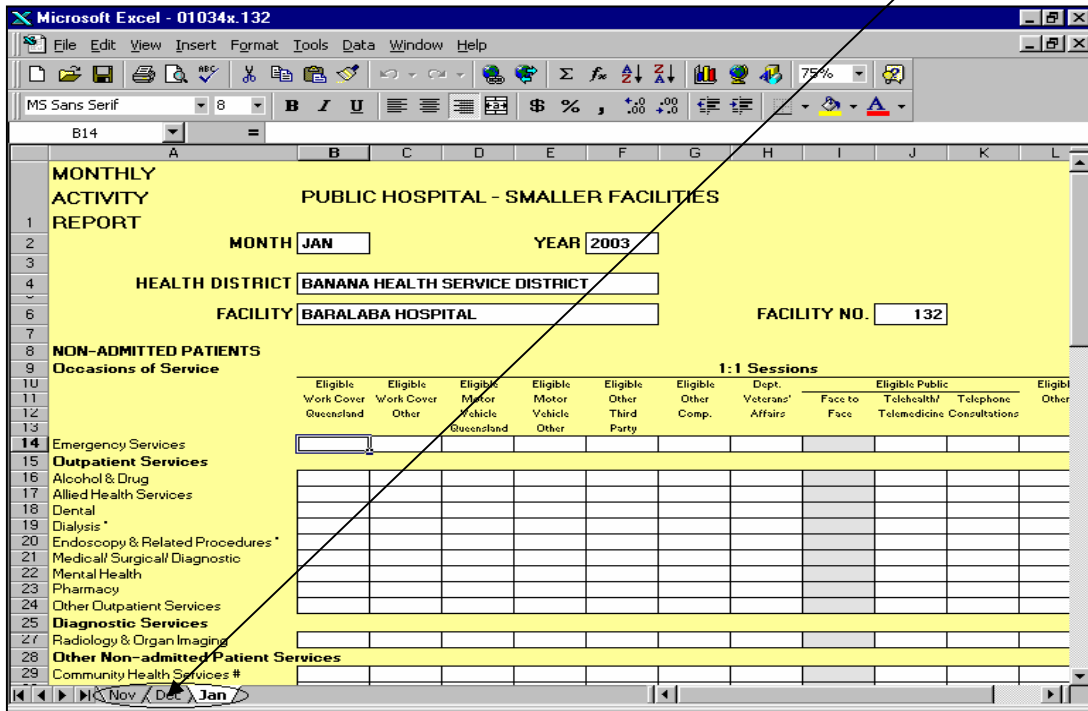 Microsoft Excel - 01034x.132
File Edit View Insert Format Tools Data Window Help
75%
MS Sans Serif 8 B I U $ % ,
B14 =
A B C D E F G H I J K L
MONTHLY
ACTIVITY PUBLIC HOSPITAL - SMALLER FACILITIES
1 REPORT
2 MONTH JAN YEAR 2003
3
4 HEALTH DISTRICT BANANA HEALTH SERVICE DISTRICT
6 FACILITY BARALABA HOSPITAL FACILITY NO. 132
7
8 NON-ADMITTED PATIENTS
9 Occasions of Service 1:1 Sessions
10 Eligible Eligible Eligible Eligible Eligible Eligible Dept. Eligible Public Eligibl
11 Work Cover Work Cover Motor Motor Other Other Veterans' Face to Telehealth/ Telephone Other
12 Queensland Other Vehicle Vehicle Third Comp. Affairs Face Telemedicine Consultations
13 Queensland Other Party
14 Emergency Services
15 Outpatient Services
16 Alcohol & Drug
17 Allied Health Services
18 Dental
19 Dialysis *
20 Endoscopy & Related Procedures *
21 Medical/ Surgical/ Diagnostic
22 Mental Health
23 Pharmacy
24 Other Outpatient Services
25 Diagnostic Services
27 Radiology & Organ Imaging
28 Other Non-admitted Patient Services
29 Community Health Services #
Nov Dec Jan